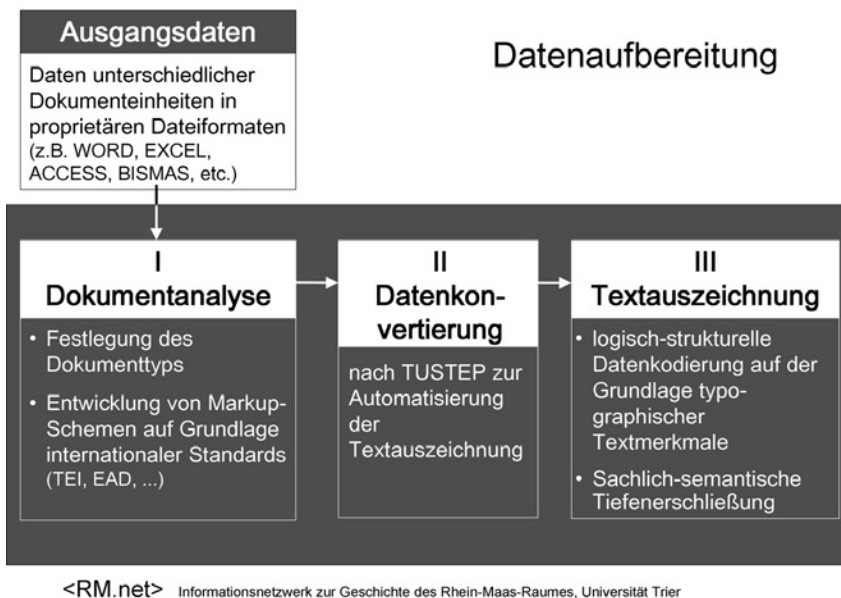 Datenaufbereitung
Ausgangsdaten
Daten unterschiedlicher
Dokumenteinheiten in
proprietären Dateiformaten
(z.B. WORD, EXCEL,
ACCESS, BISMAS, etc.)
I
Dokumentanalyse
• Festlegung des
Dokumenttyps
• Entwicklung von Markup-
Schemen auf Grundlage
internationaler Standards
(TEI, EAD, ...)
II
Datenkon-
vertierung
nach TUSTEP zur
Automatisierung
der
Textauszeichnung
III
Textauszeichnung
• logisch-strukturelle
Datenkodierung auf der
Grundlage typo-
graphischer
Textmerkmale
• Sachlich-semantische
Tiefenerschließung
<RM.net> Informationsnetzwerk zur Geschichte des Rhein-Maas-Raumes, Universität Trier